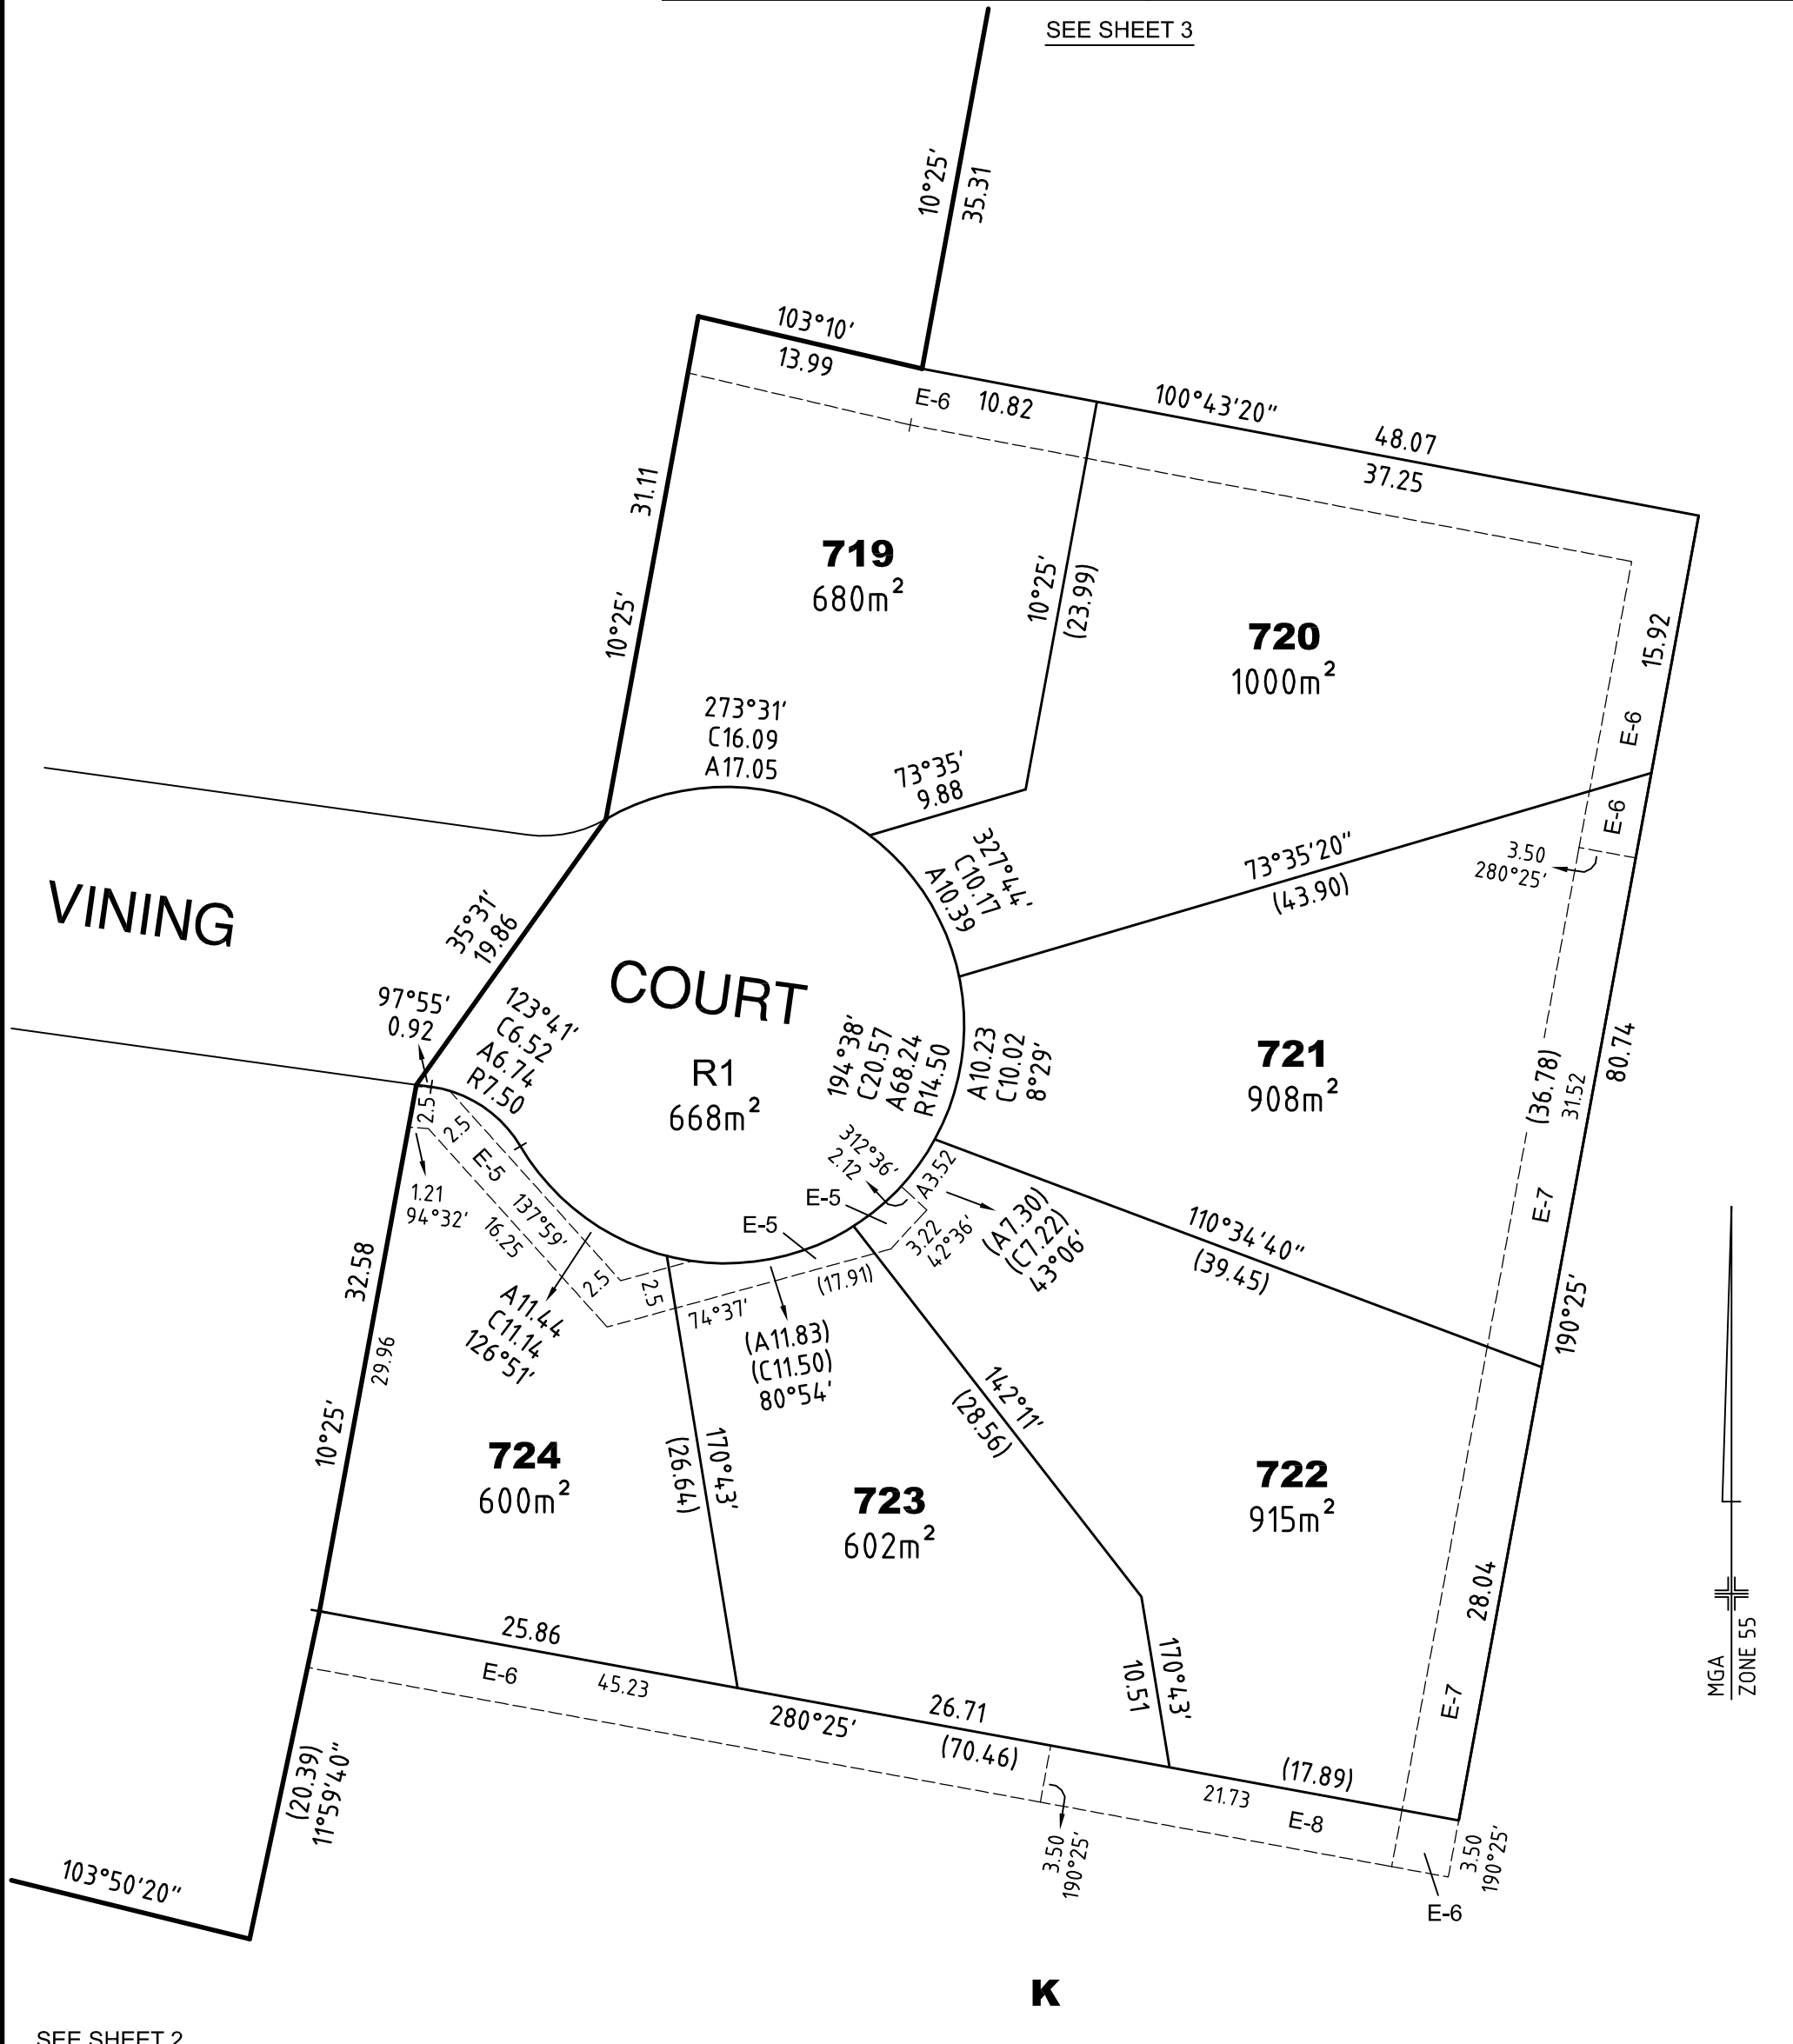 SEE SHEET 3
10°25'
35.31
103°10'
13.99
E-6
10.82
100°43'20"
48.07
37.25
31.11
10°25'
719
680m²
10°25'
(23.99)
720
1000m²
15.92
E-6
273°31'
C16.09
A17.05
73°35'
9.88
327°44'
C10.17
A10.39
73°35'20"
(43.90)
E-6
3.50
280°25'
VINING
35°31'
19.86
COURT
R1
668m²
97°55'
0.92
123°41'
C6.52
A6.74
R7.50
194°38'
C20.57
A68.24
R14.50
A10.23
C10.02
8°29'
721
908m²
(36.78)
31.52
80.74
2.5
2.5
E-5
137°59'
16.25
1.21
94°32'
312°36'
2.12
A3.52
E-5
E-5
3.22
42°36'
(A7.30)
(C7.22)
43°06'
110°34'40"
(39.45)
E-7
190°25'
32.58
29.96
10°25'
2.5
2.5
74°37'
(17.91)
A11.44
C11.14
126°51'
(A11.83)
(C11.50)
80°54'
142°11'
(28.56)
170°43'
(26.64)
724
600m²
723
602m²
722
915m²
28.04
E-7
25.86
E-6
45.23
280°25'
26.71
(70.46)
170°43'
10.51
(17.89)
21.73
E-8
3.50
190°25'
3.50
190°25'
E-6
(20.39)
11°59'40"
103°50'20"
MGA
ZONE 55
K
SEE SHEET 2